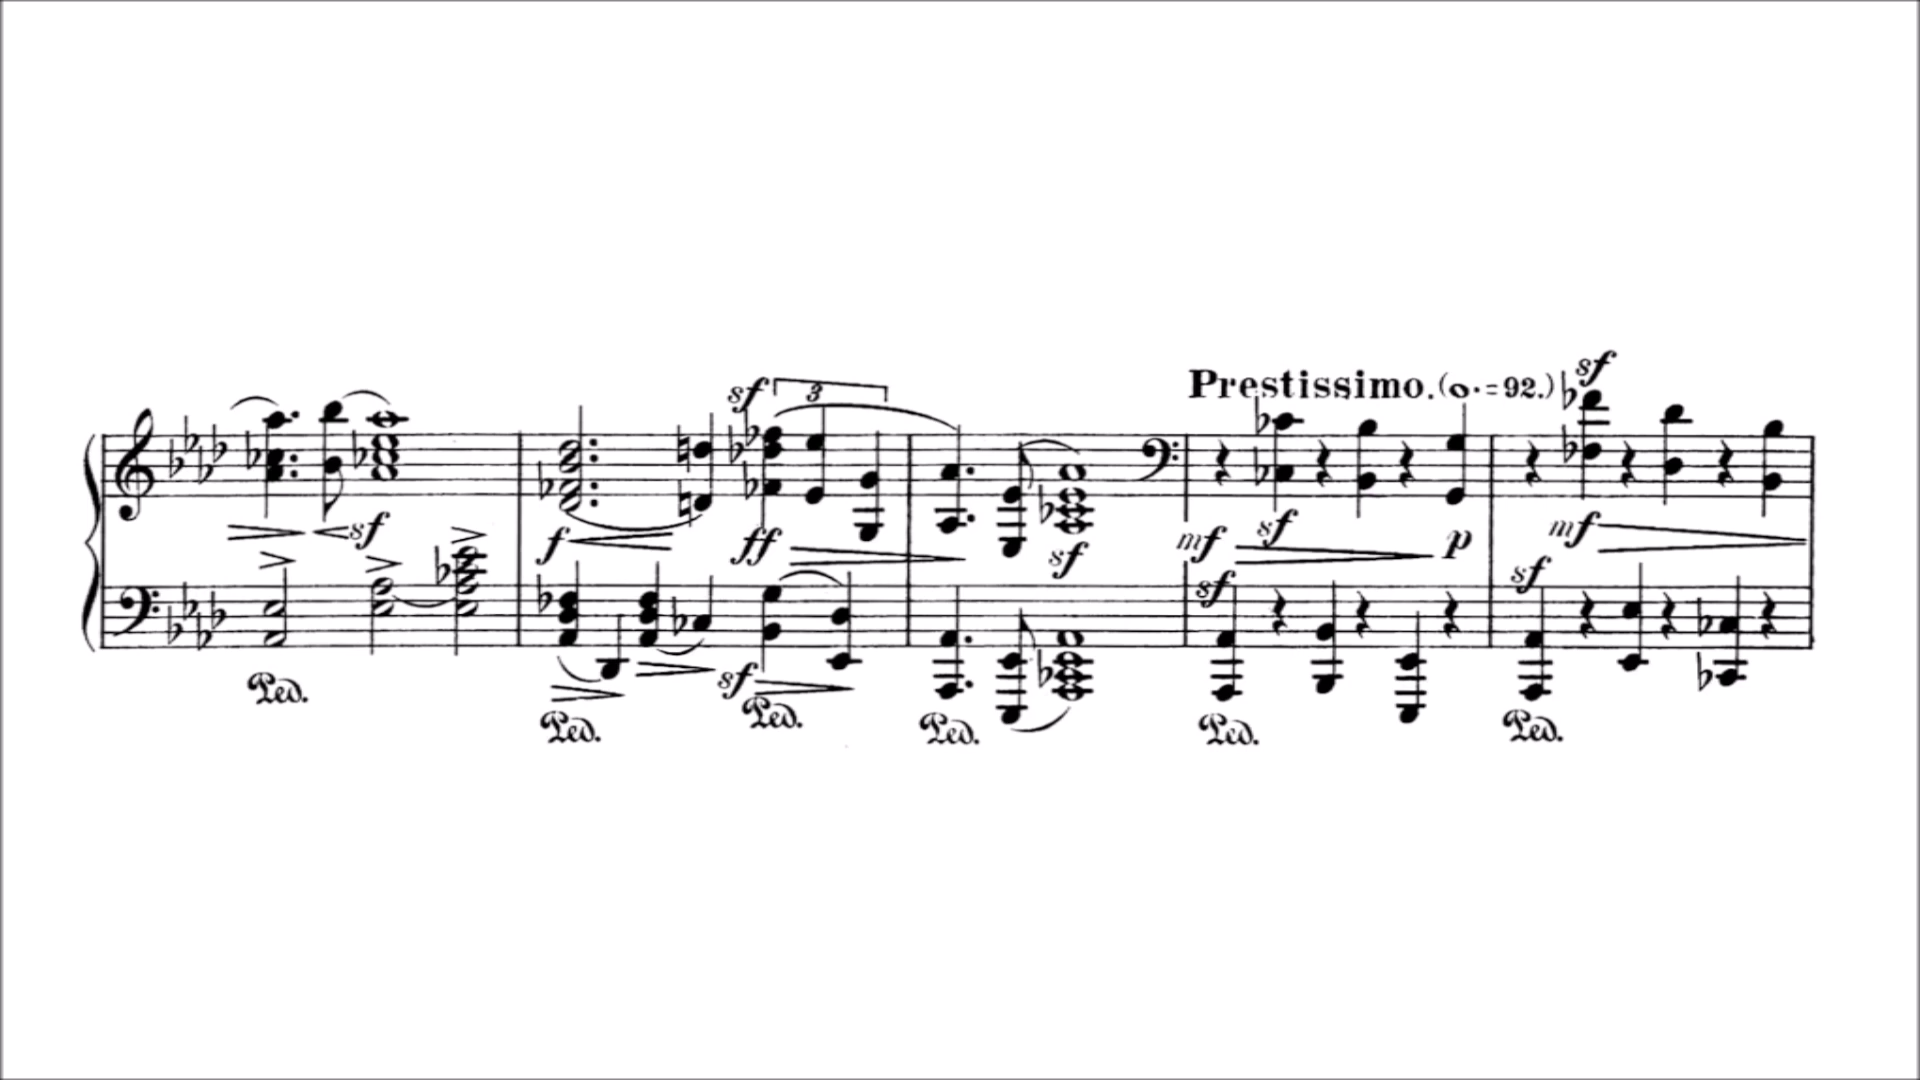 sf
Prestissimo. (𝅝. = 92.)
sf 3
sf f ff sf mf sf p mf
sf sf
sf
Ped. Ped. Ped. Ped. Ped. Ped.